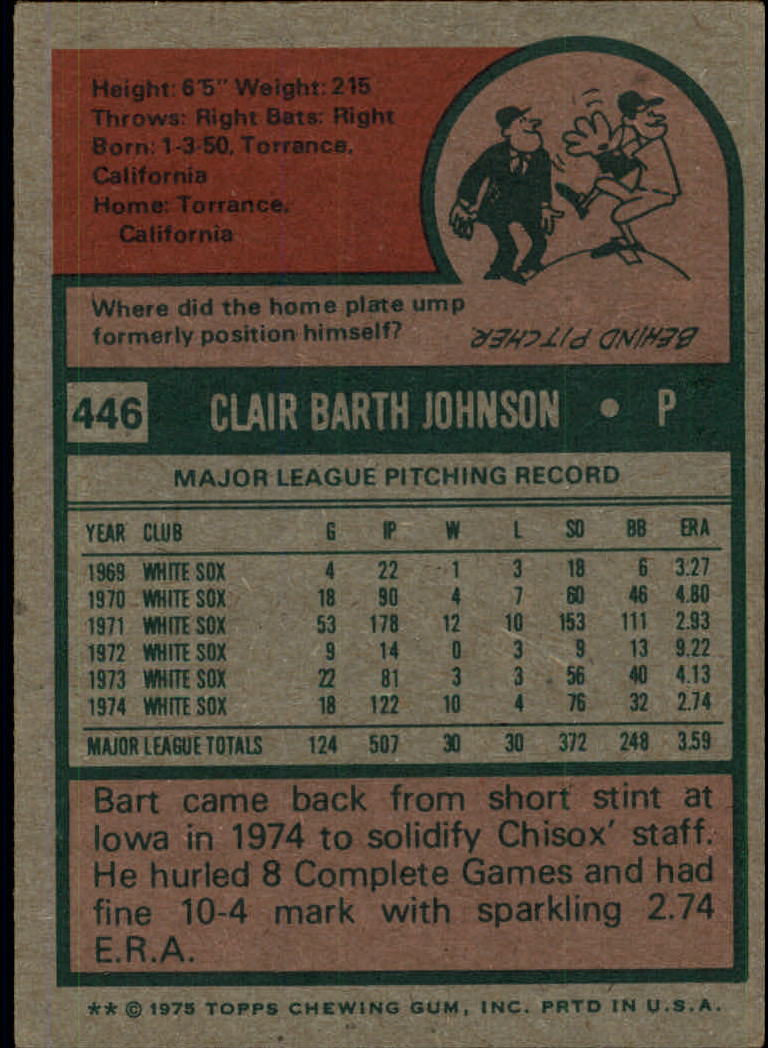 Height: 6'5" Weight: 215
Throws: Right Bats: Right
Born: 1-3-50, Torrance,
California
Home: Torrance,
California
Where did the home plate ump
formerly position himself?
BEHIND PITCHER.
446 CLAIR BARTH JOHNSON • P
MAJOR LEAGUE PITCHING RECORD
YEAR CLUB G IP W L SO BB ERA
1969 WHITE SOX 4 22 1 3 18 6 3.27
1970 WHITE SOX 18 90 4 7 60 46 4.80
1971 WHITE SOX 53 178 12 10 153 111 2.93
1972 WHITE SOX 9 14 0 3 9 13 9.22
1973 WHITE SOX 22 81 3 3 56 40 4.13
1974 WHITE SOX 18 122 10 4 76 32 2.74
MAJOR LEAGUE TOTALS 124 507 30 30 372 248 3.59
Bart came back from short stint at
Iowa in 1974 to solidify Chisox' staff.
He hurled 8 Complete Games and had
fine 10-4 mark with sparkling 2.74
E.R.A.
** © 1975 TOPPS CHEWING GUM, INC. PRTD IN U.S.A.